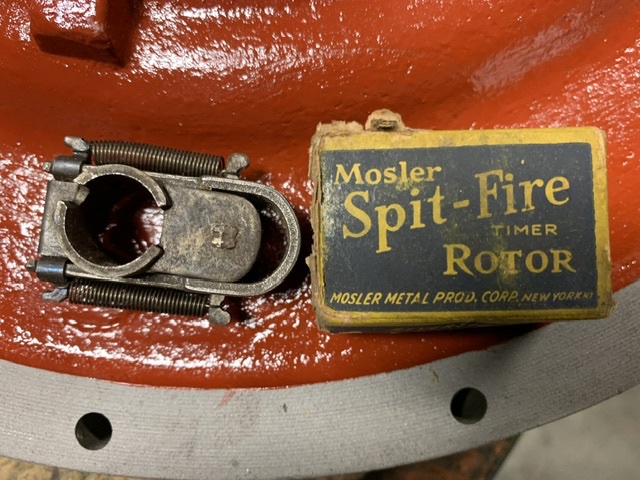 Mosler
Spit-Fire
TIMER
ROTOR
MOSLER METAL PROD. CORP. NEW YORK